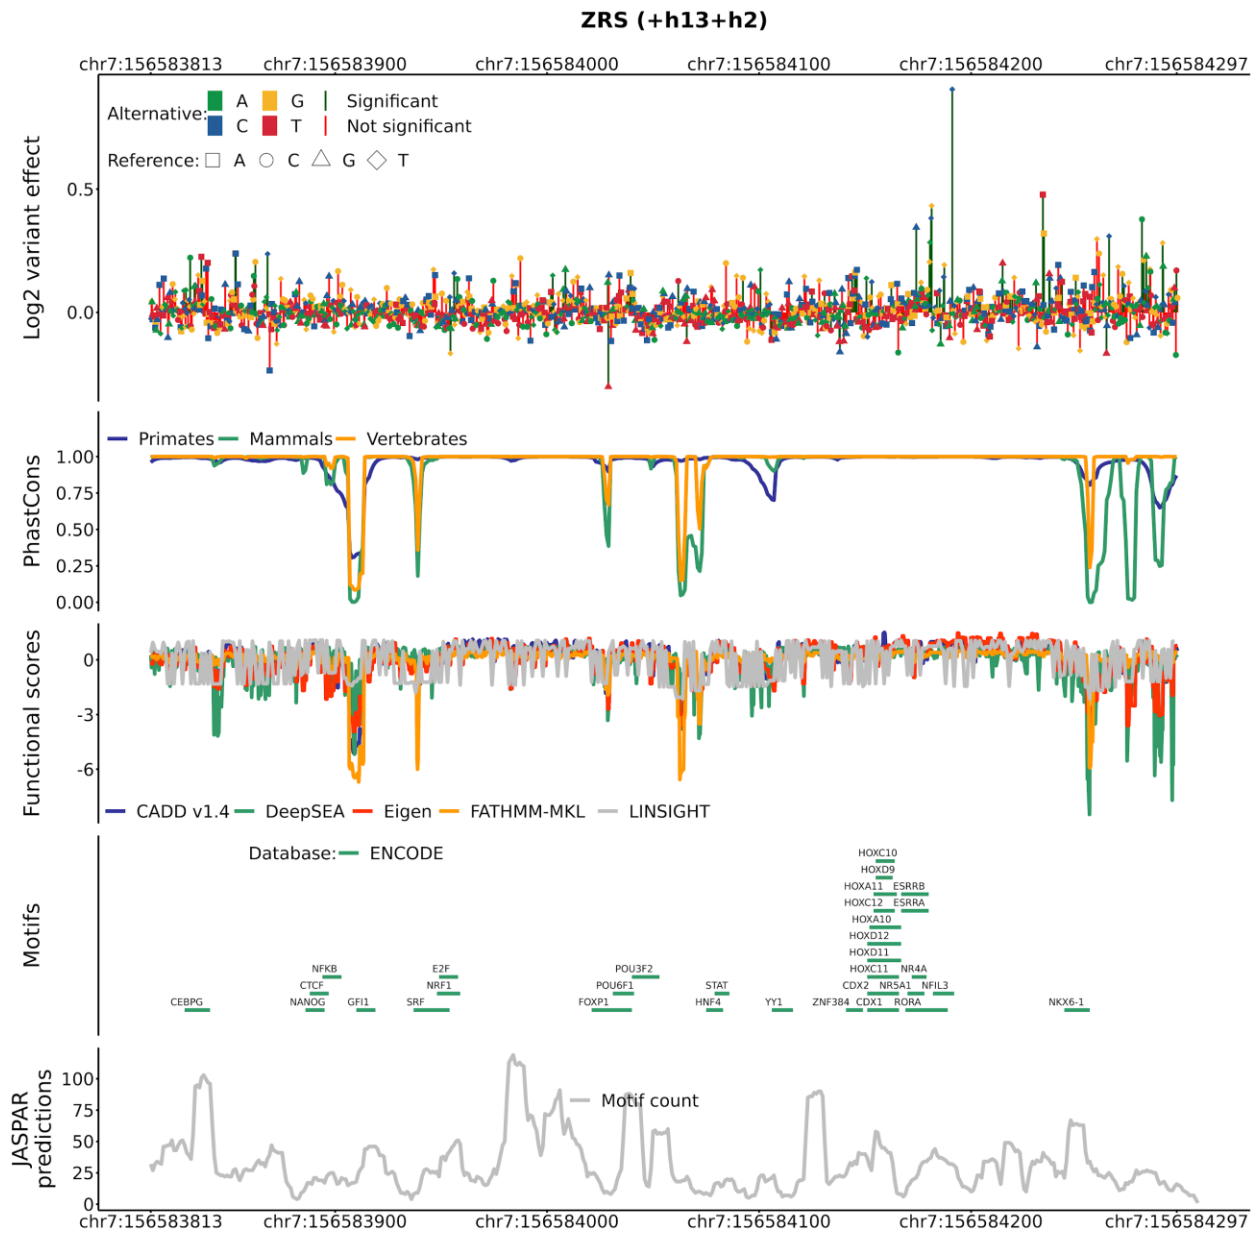 ZRS (+h13+h2)
chr7:156583813 chr7:156583900 chr7:156584000 chr7:156584100 chr7:156584200 chr7:156584297
Log2 variant effect
0.5
0.0
Alternative: A G Significant
C T Not significant
Reference: A C G T
PhastCons
Primates Mammals Vertebrates
1.00
0.75
0.50
0.25
0.00
Functional scores
0
-3
-6
CADD v1.4 DeepSEA Eigen FATHMM-MKL LINSIGHT
Motifs
Database: ENCODE
HOXC10
HOXD9
HOXA11 ESRRB
HOXC12 ESRRA
HOXA10
HOXD12
HOXD11
NFKB E2F POU3F2 HOXC11 NR4A
CTCF NRF1 POU6F1 STAT CDX2 NR5A1 NFIL3
CEBPG NANOG GFI1 SRF FOXP1 HNF4 YY1 ZNF384 CDX1 RORA NKX6-1
JASPAR
predictions
100
75
50
25
0
Motif count
chr7:156583813 chr7:156583900 chr7:156584000 chr7:156584100 chr7:156584200 chr7:156584297